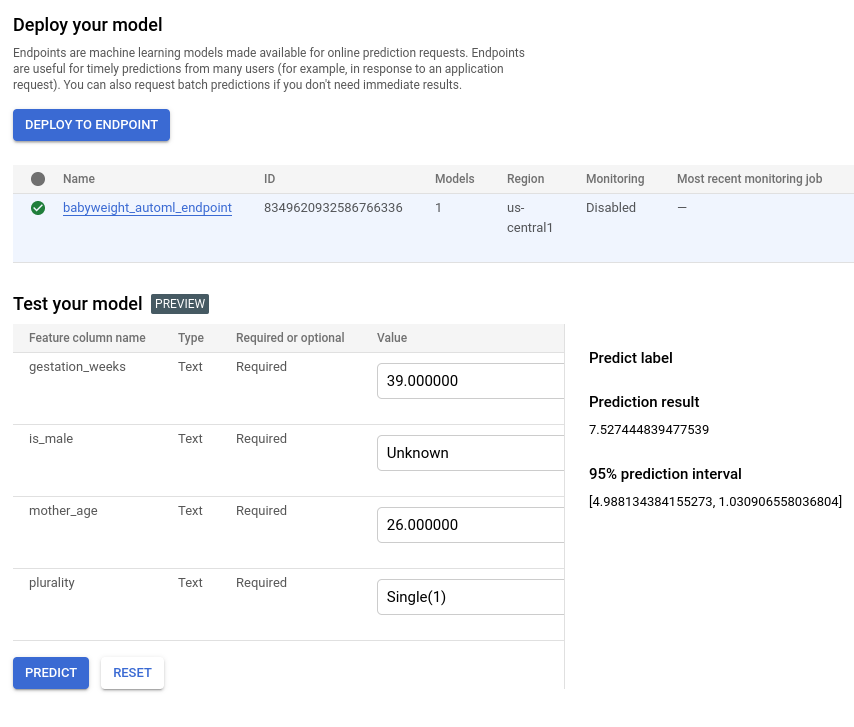 Deploy your model
Endpoints are machine learning models made available for online prediction requests. Endpoints
are useful for timely predictions from many users (for example, in response to an application
request). You can also request batch predictions if you don't need immediate results.
DEPLOY TO ENDPOINT
Name ID Models Region Monitoring Most recent monitoring job
babyweight_automl_endpoint 8349620932586766336 1 us- Disabled —
central1
Test your model PREVIEW
Feature column name Type Required or optional Value
gestation_weeks Text Required 39.000000
is_male Text Required Unknown
mother_age Text Required 26.000000
plurality Text Required Single(1)
PREDICT RESET
Predict label
Prediction result
7.527444839477539
95% prediction interval
[4.988134384155273, 1.030906558036804]